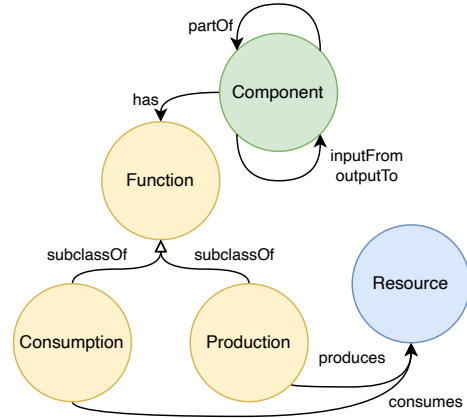 partOf
Component
has
inputFrom
outputTo
Function
subclassOf
subclassOf
Resource
Consumption
Production
produces
consumes